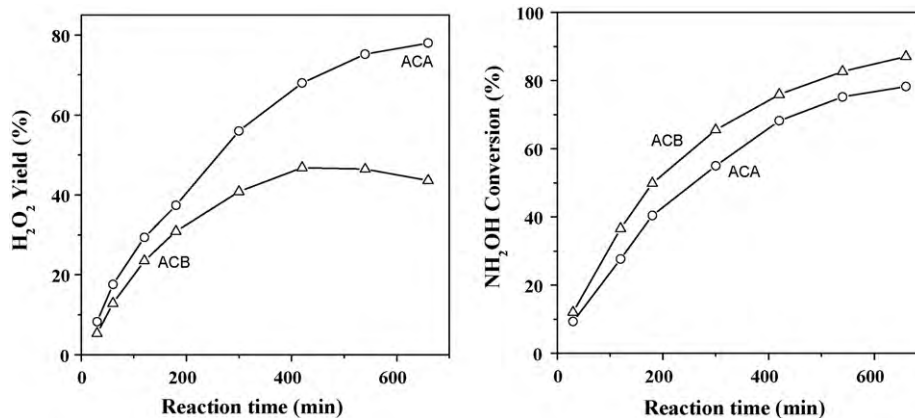 H₂O₂ Yield (%)
80
60
40
20
0
0
200
400
600
ACA
ACB
Reaction time (min)
NH₂OH Conversion (%)
100
80
60
40
20
0
0
200
400
600
ACB
ACA
Reaction time (min)